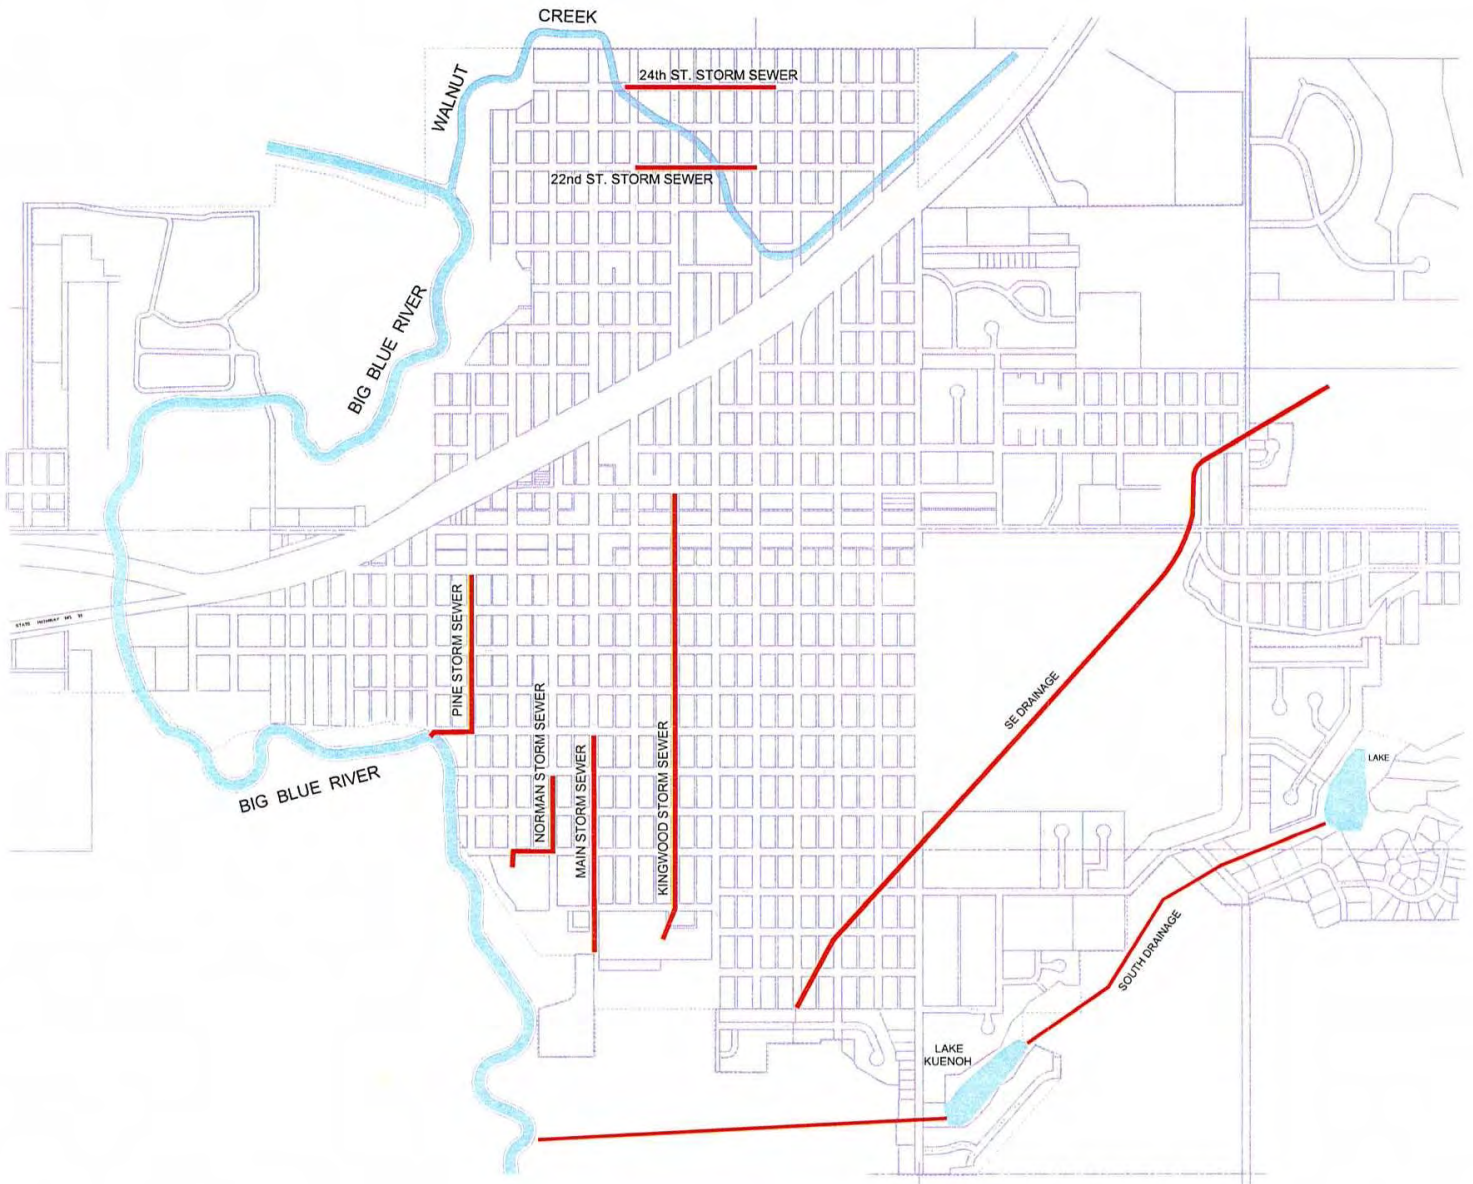 CREEK
WALNUT
24th ST. STORM SEWER
22nd ST. STORM SEWER
BIG BLUE RIVER
PINE STORM SEWER
NORMAN STORM SEWER
MAIN STORM SEWER
KINGWOOD STORM SEWER
SE DRAINAGE
LAKE
BIG BLUE RIVER
SOUTH DRAINAGE
LAKE
KUENOH